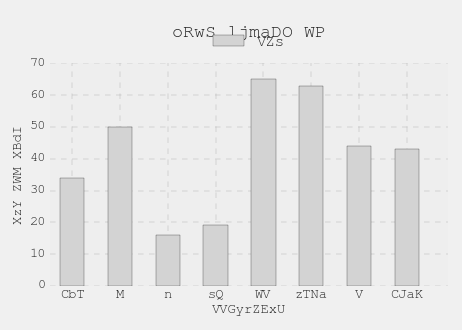 oRwS ljmaDO WP
VZs
70
60
50
40
30
20
10
0
XzY ZWM XBdI
CbT M n sQ WV zTNa V CJaK
VVGyrZExU